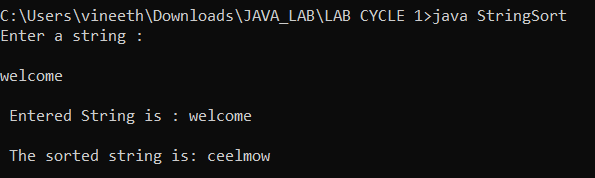 C:\Users\vineeth\Downloads\JAVA_LAB\LAB CYCLE 1>java StringSort
Enter a string :
welcome
Entered String is : welcome
The sorted string is: ceelmow